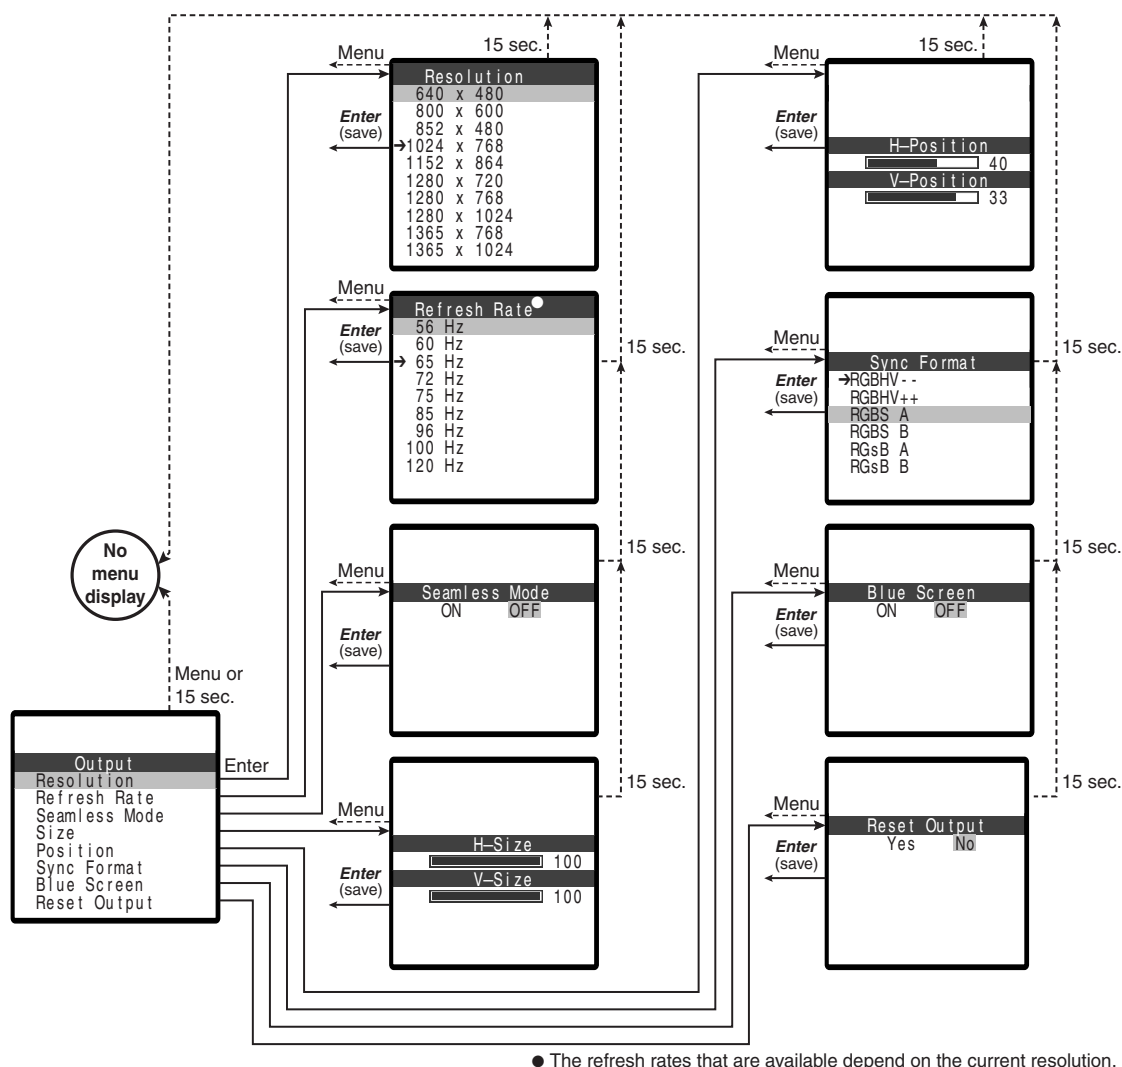 15 sec.
Menu
Enter
(save)
Resolution
640 x 480
800 x 600
852 x 480
➔1024 x 768
1152 x 864
1280 x 720
1280 x 768
1280 x 1024
1365 x 768
1365 x 1024
15 sec.
Menu
Enter
(save)
H–Position
40
V–Position
33
Menu
Enter
(save)
Refresh Rate
56 Hz
60 Hz
➔ 65 Hz
72 Hz
75 Hz
85 Hz
96 Hz
100 Hz
120 Hz
15 sec.
Menu
Enter
(save)
Sync Format
➔RGBHV--
RGBHV++
RGBS A
RGBS B
RGsB A
RGsB B
15 sec.
No
menu
display
Menu
Seamless Mode
ON OFF
Enter
(save)
15 sec.
Menu
Blue Screen
ON OFF
Enter
(save)
15 sec.
Menu or
15 sec.
Output
Resolution
Refresh Rate
Seamless Mode
Size
Position
Sync Format
Blue Screen
Reset Output
Enter
Menu
H–Size
100
V–Size
100
Enter
(save)
15 sec.
Menu
Reset Output
Yes No
Enter
(save)
15 sec.
● The refresh rates that are available depend on the current resolution.